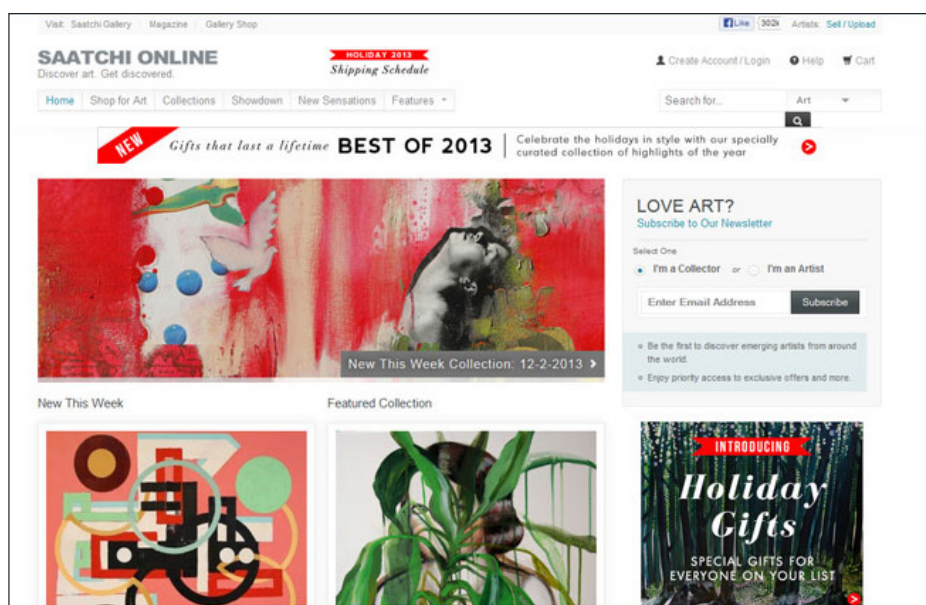 Visit: Saatchi Gallery | Magazine | Gallery Shop
Like 302k Artists: Sell / Upload
SAATCHI ONLINE
Discover art. Get discovered.
HOLIDAY 2013
Shipping Schedule
Create Account / Login Help Cart
Home Shop for Art Collections Showdown New Sensations Features
Search for... Art
NEW Gifts that last a lifetime BEST OF 2013 | Celebrate the holidays in style with our specially
curated collection of highlights of the year
New This Week Collection: 12-2-2013
LOVE ART?
Subscribe to Our Newsletter
Select One
I'm a Collector or I'm an Artist
Enter Email Address Subscribe
Be the first to discover emerging artists from around
the world.
Enjoy priority access to exclusive offers and more.
New This Week Featured Collection
INTRODUCING
Holiday
Gifts
SPECIAL GIFTS FOR
EVERYONE ON YOUR LIST